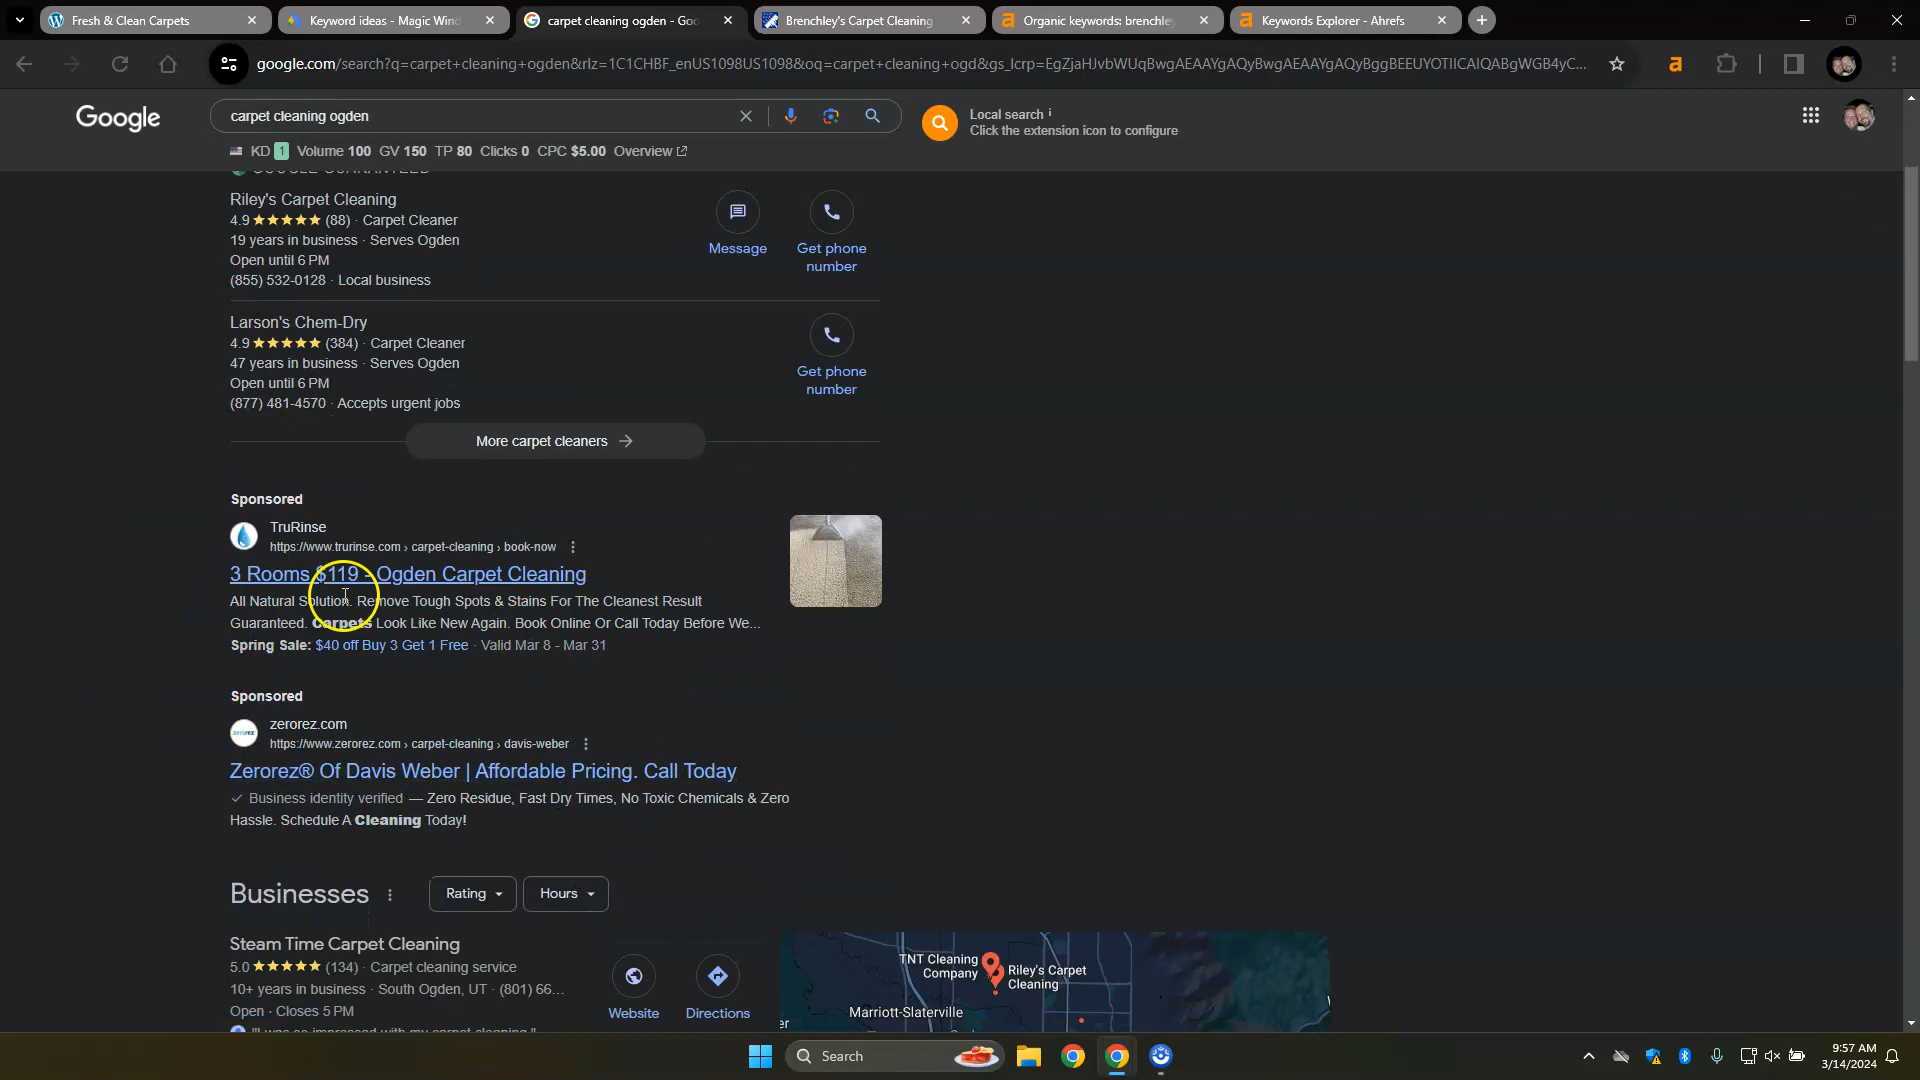 Fresh & Clean Carpets
Keyword ideas - Magic Wind
carpet cleaning ogden - Goo
Brenchley's Carpet Cleaning
Organic keywords: brenchley
Keywords Explorer - Ahrefs
google.com/search?q=carpet+cleaning+ogden&rlz=1C1CHBF_enUS1098US1098&oq=carpet+cleaning+ogd&gs_lcrp=EgZjaHJvbWUqBwgAEAAYgAQyBwgAEAAYgAQyBggBEEUYOTIICAIQABgWGB4yC...
Google
carpet cleaning ogden
Local search i
Click the extension icon to configure
KD 1 Volume 100 GV 150 TP 80 Clicks 0 CPC $5.00 Overview
GOOGLE GUARANTEED
Riley's Carpet Cleaning
4.9 ★★★★★ (88) · Carpet Cleaner
19 years in business · Serves Ogden
Open until 6 PM
(855) 532-0128 · Local business
Message
Get phone
number
Larson's Chem-Dry
4.9 ★★★★★ (384) · Carpet Cleaner
47 years in business · Serves Ogden
Open until 6 PM
(877) 481-4570 · Accepts urgent jobs
Get phone
number
More carpet cleaners →
Sponsored
TruRinse
https://www.trurinse.com › carpet-cleaning › book-now
3 Rooms $119 - Ogden Carpet Cleaning
All Natural Solution. Remove Tough Spots & Stains For The Cleanest Result
Guaranteed. Carpets Look Like New Again. Book Online Or Call Today Before We...
Spring Sale: $40 off Buy 3 Get 1 Free · Valid Mar 8 - Mar 31
Sponsored
zerorez
zerorez.com
https://www.zerorez.com › carpet-cleaning › davis-weber
Zerorez® Of Davis Weber | Affordable Pricing. Call Today
✓ Business identity verified — Zero Residue, Fast Dry Times, No Toxic Chemicals & Zero
Hassle. Schedule A Cleaning Today!
Businesses
Rating
Hours
Steam Time Carpet Cleaning
5.0 ★★★★★ (134) · Carpet cleaning service
10+ years in business · South Ogden, UT · (801) 66...
Open · Closes 5 PM
"I was so impressed with my carpet cleaning."
Website
Directions
TNT Cleaning
Company
Riley's Carpet
Cleaning
Marriott-Slaterville
er
Search
9:57 AM
3/14/2024